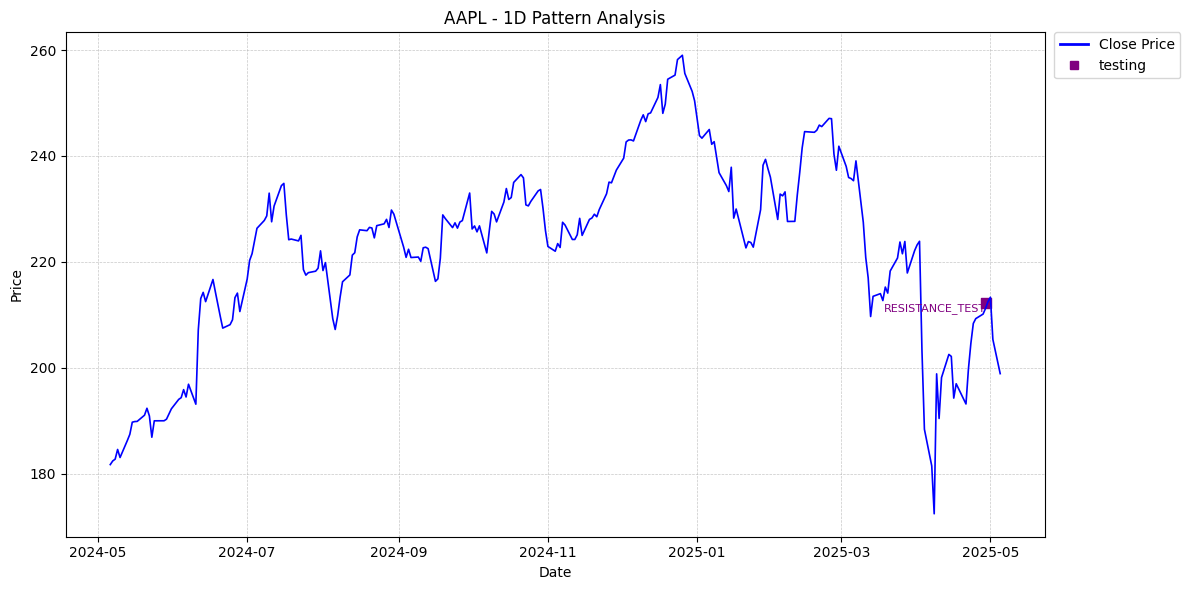 AAPL - 1D Pattern Analysis
Close Price
testing
Price
260
240
220
200
180
RESISTANCE_TEST
2024-05
2024-07
2024-09
2024-11
2025-01
2025-03
2025-05
Date